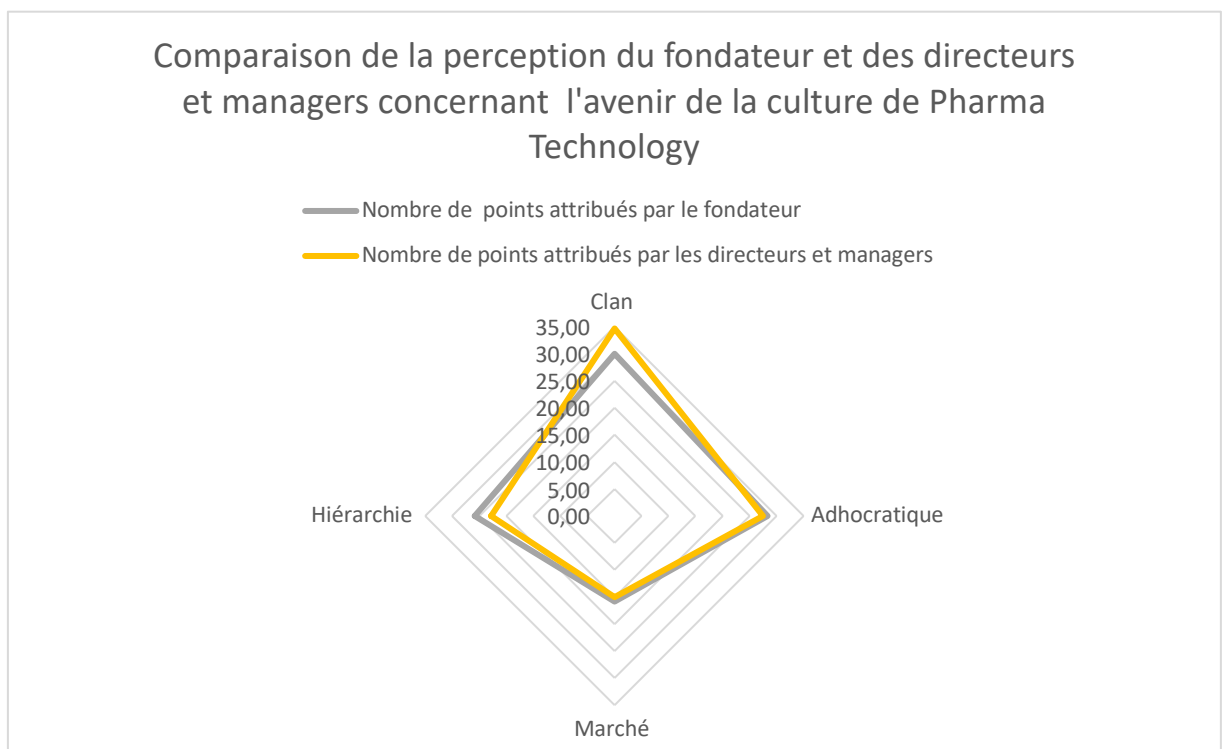 Comparaison de la perception du fondateur et des directeurs
et managers concernant  l'avenir de la culture de Pharma
Technology
Nombre de  points attribués par le fondateur
Nombre de points attribués par les directeurs et managers
Clan
35,00
30,00
25,00
20,00
15,00
10,00
5,00
0,00
Hiérarchie
Adhocratique
Marché